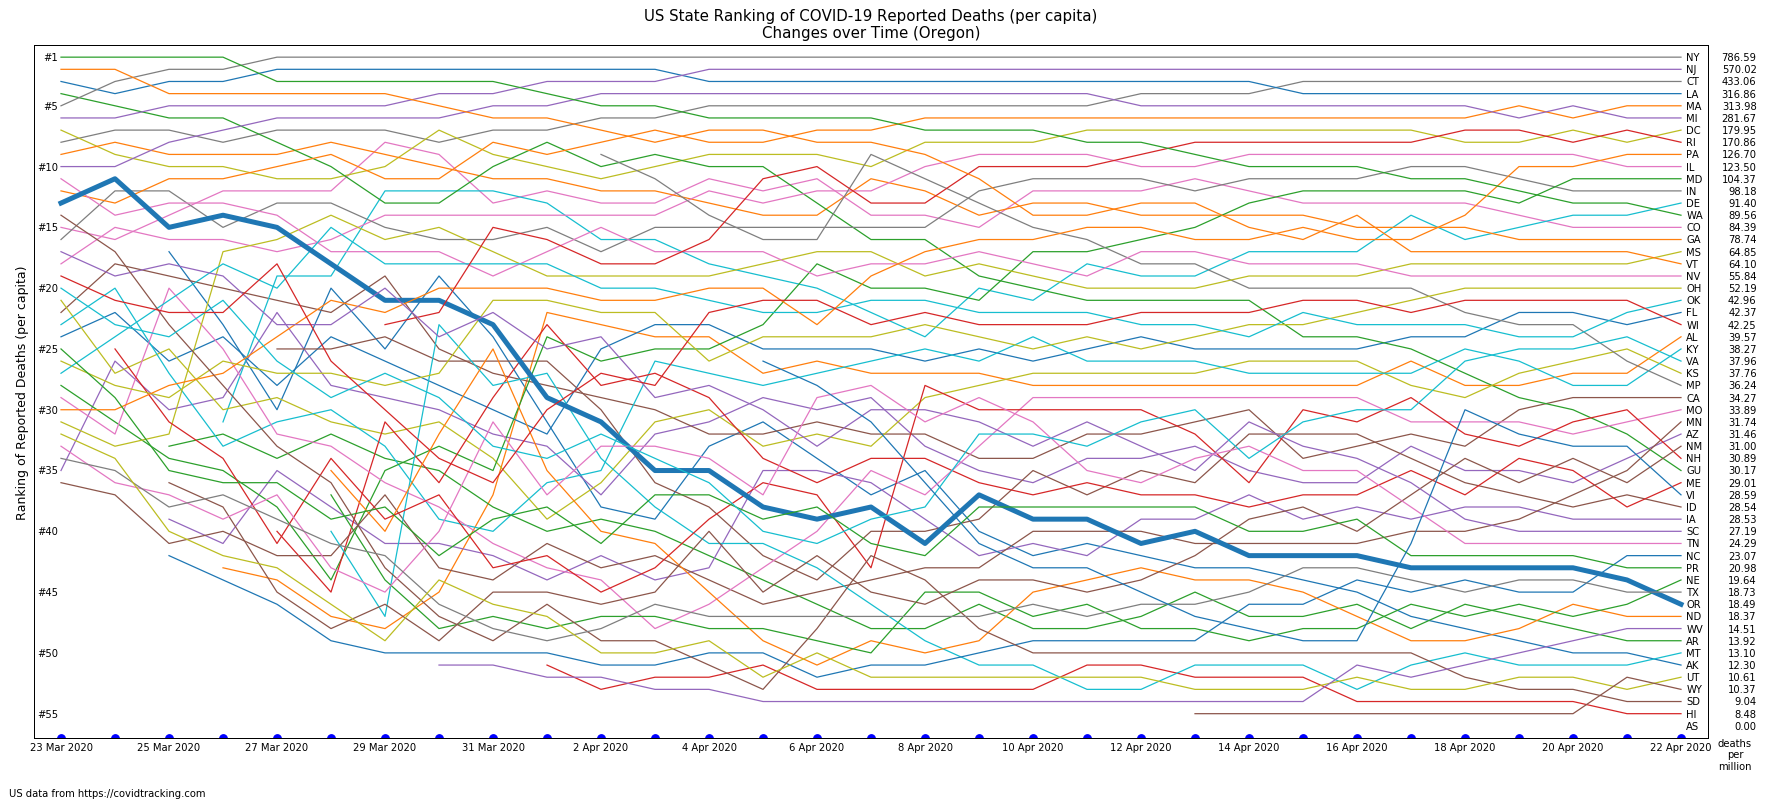 US State Ranking of COVID-19 Reported Deaths (per capita)
Changes over Time (Oregon)
Ranking of Reported Deaths (per capita)
#1
#5
#10
#15
#20
#25
#30
#35
#40
#45
#50
#55
NY 786.59
NJ 570.02
CT 433.06
LA 316.86
MA 313.98
MI 281.67
DC 179.95
RI 170.86
PA 126.70
IL 123.50
MD 104.37
IN 98.18
DE 91.40
WA 89.56
CO 84.39
GA 78.74
MS 64.85
VT 64.10
NV 55.84
OH 52.19
OK 42.96
FL 42.37
WI 42.25
AL 39.57
KY 38.27
VA 37.96
KS 37.76
MP 36.24
CA 34.27
MO 33.89
MN 31.74
AZ 31.46
NM 31.00
NH 30.89
GU 30.17
ME 29.01
VI 28.59
ID 28.54
IA 28.53
SC 27.19
TN 24.29
NC 23.07
PR 20.98
NE 19.64
TX 18.73
OR 18.49
ND 18.37
WV 14.51
AR 13.92
MT 13.10
AK 12.30
UT 10.61
WY 10.37
SD 9.04
HI 8.48
AS 0.00
23 Mar 2020 25 Mar 2020 27 Mar 2020 29 Mar 2020 31 Mar 2020 2 Apr 2020 4 Apr 2020 6 Apr 2020 8 Apr 2020 10 Apr 2020 12 Apr 2020 14 Apr 2020 16 Apr 2020 18 Apr 2020 20 Apr 2020 22 Apr 2020
deaths
per
million
US data from https://covidtracking.com